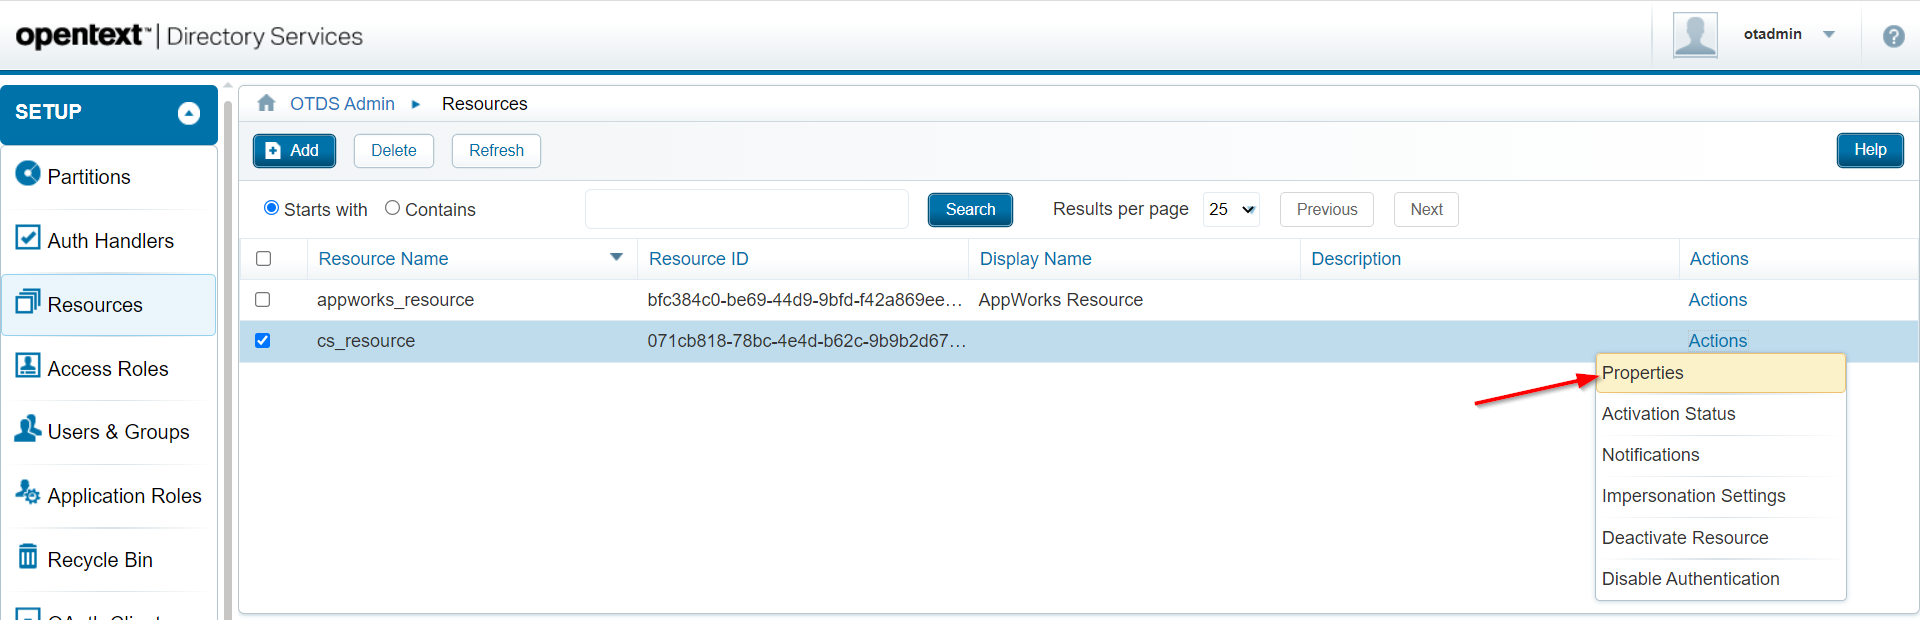 opentext™ | Directory Services
otadmin
?
SETUP
Partitions
Auth Handlers
Resources
Access Roles
Users & Groups
Application Roles
Recycle Bin
OTDS Admin ▸ Resources
Add Delete Refresh
Help
Starts with Contains Search Results per page 25 Previous Next
Resource Name Resource ID Display Name Description Actions
appworks_resource bfc384c0-be69-44d9-9bfd-f42a869ee... AppWorks Resource Actions
cs_resource 071cb818-78bc-4e4d-b62c-9b9b2d67... Actions
Properties
Activation Status
Notifications
Impersonation Settings
Deactivate Resource
Disable Authentication